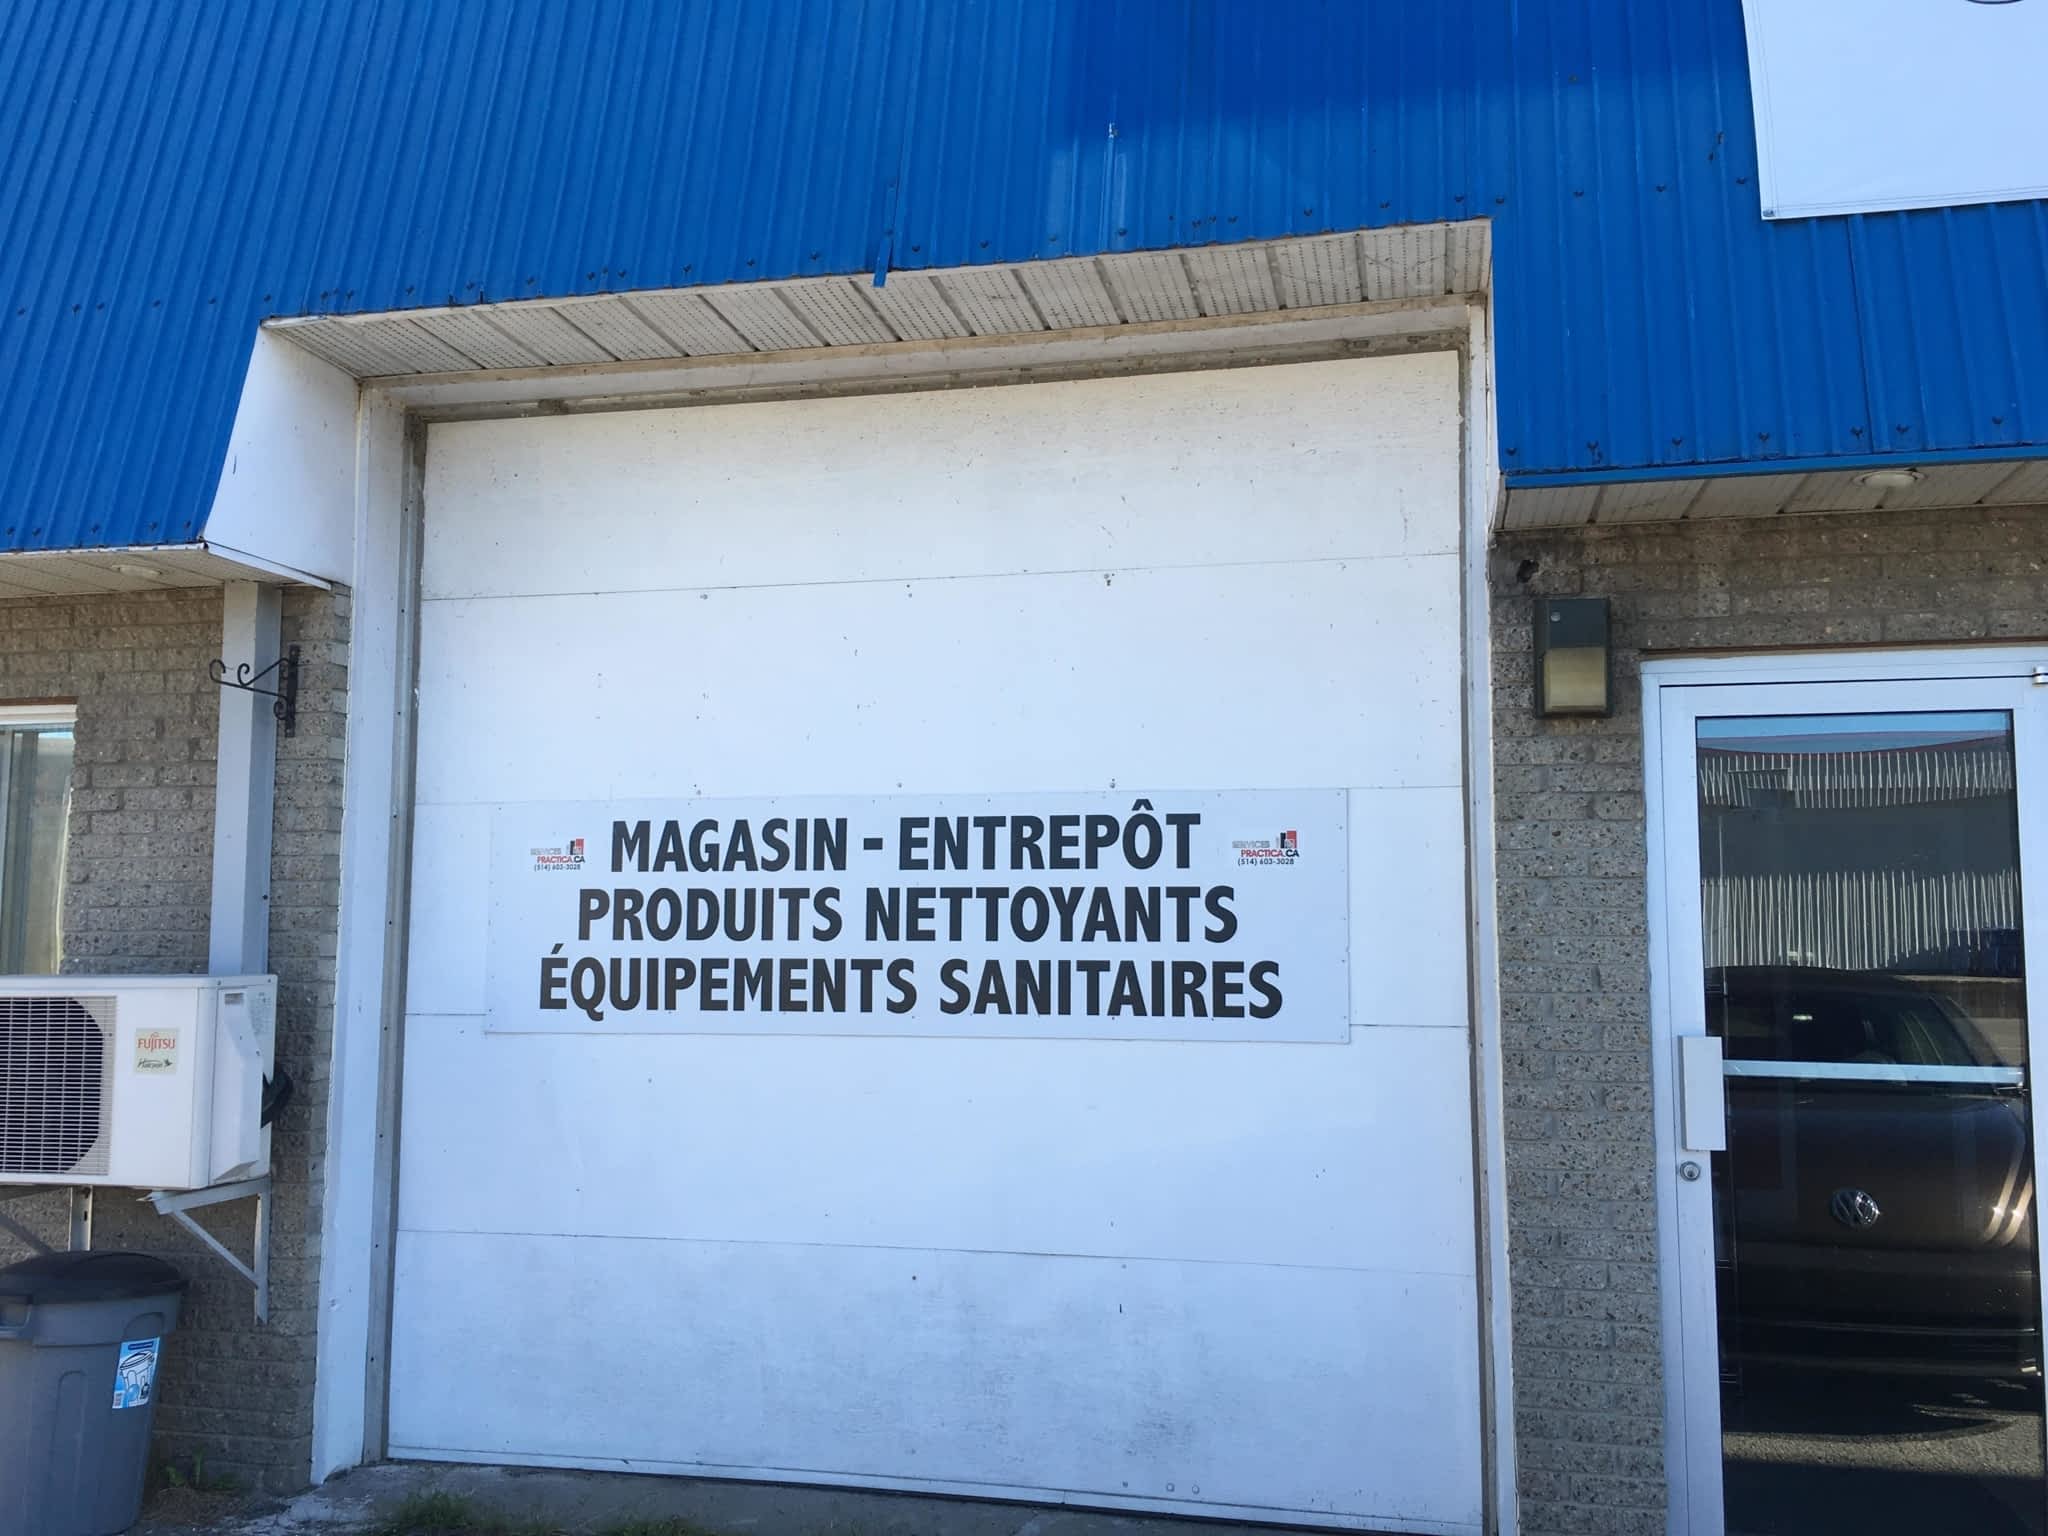 MAGASIN - ENTREPÔT
PRODUITS NETTOYANTS
ÉQUIPEMENTS SANITAIRES
SERVICES
PRACTICA.CA
(514) 603-3028
SERVICES
PRACTICA.CA
(514) 603-3028
FUJITSU
Halcyon